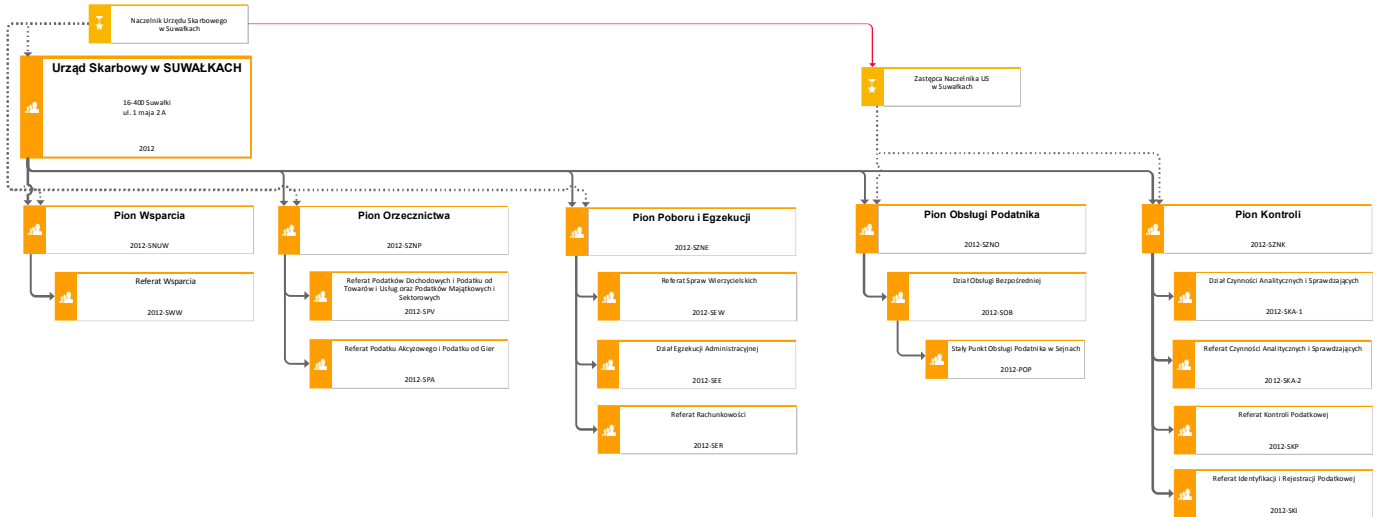 Naczelnik Urzędu Skarbowego
w Suwałkach
Urząd Skarbowy w SUWAŁKACH
16-400 Suwałki
ul. 1 maja 2A
2012
Zastępca Naczelnika US
w Suwałkach
Pion Wsparcia
2012-SNUW
Referat Wsparcia
2012-SWW
Pion Orzecznictwa
2012-SZNP
Referat Podatków Dochodowych i Podatku od
Towarów i Usług oraz Podatków Majątkowych i
Sektorowych
2012-SPV
Referat Podatku Akcyzowego i Podatku od Gier
2012-SPA
Pion Poboru i Egzekucji
2012-SZNE
Referat Spraw Wierzycielskich
2012-SEW
Dział Egzekucji Administracyjnej
2012-SEE
Referat Rachunkowości
2012-SER
Pion Obsługi Podatnika
2012-SZNO
Dział Obsługi Bezpośredniej
2012-SOB
Stały Punkt Obsługi Podatnika w Sejnach
2012-POP
Pion Kontroli
2012-SZNK
Dział Czynności Analitycznych i Sprawdzających
2012-SKA-1
Referat Czynności Analitycznych i Sprawdzających
2012-SKA-2
Referat Kontroli Podatkowej
2012-SKP
Referat Identyfikacji i Rejestracji Podatkowej
2012-SKI